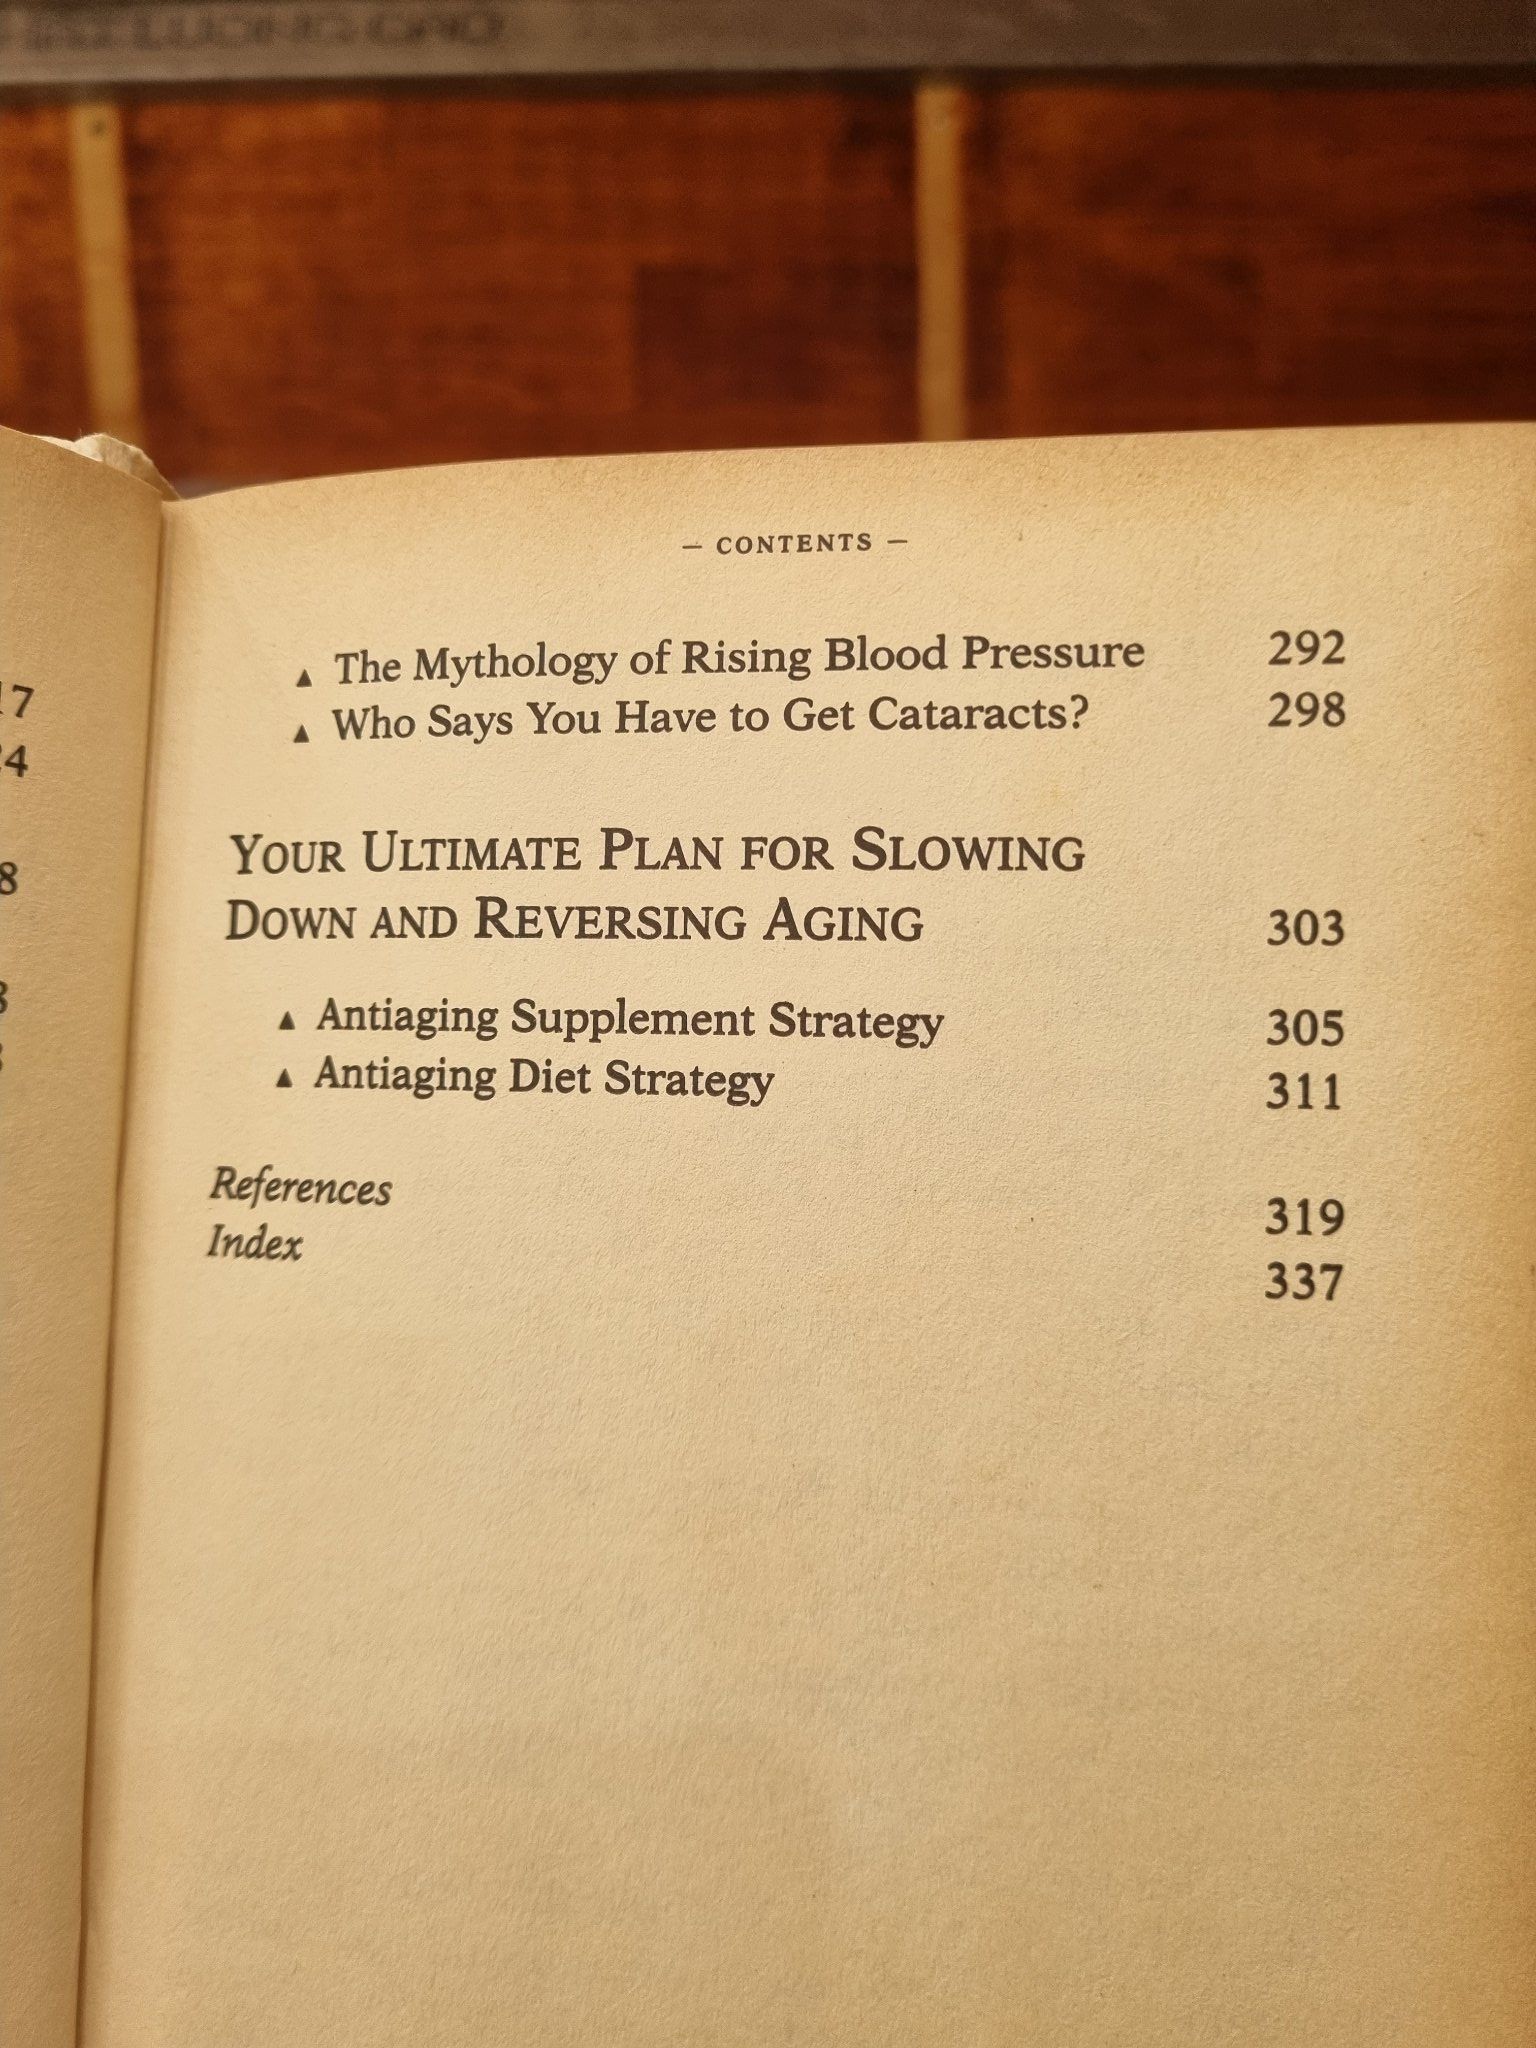 — CONTENTS —
▲ The Mythology of Rising Blood Pressure 292
▲ Who Says You Have to Get Cataracts? 298
YOUR ULTIMATE PLAN FOR SLOWING
DOWN AND REVERSING AGING 303
▲ Antiaging Supplement Strategy 305
▲ Antiaging Diet Strategy 311
References 319
Index 337